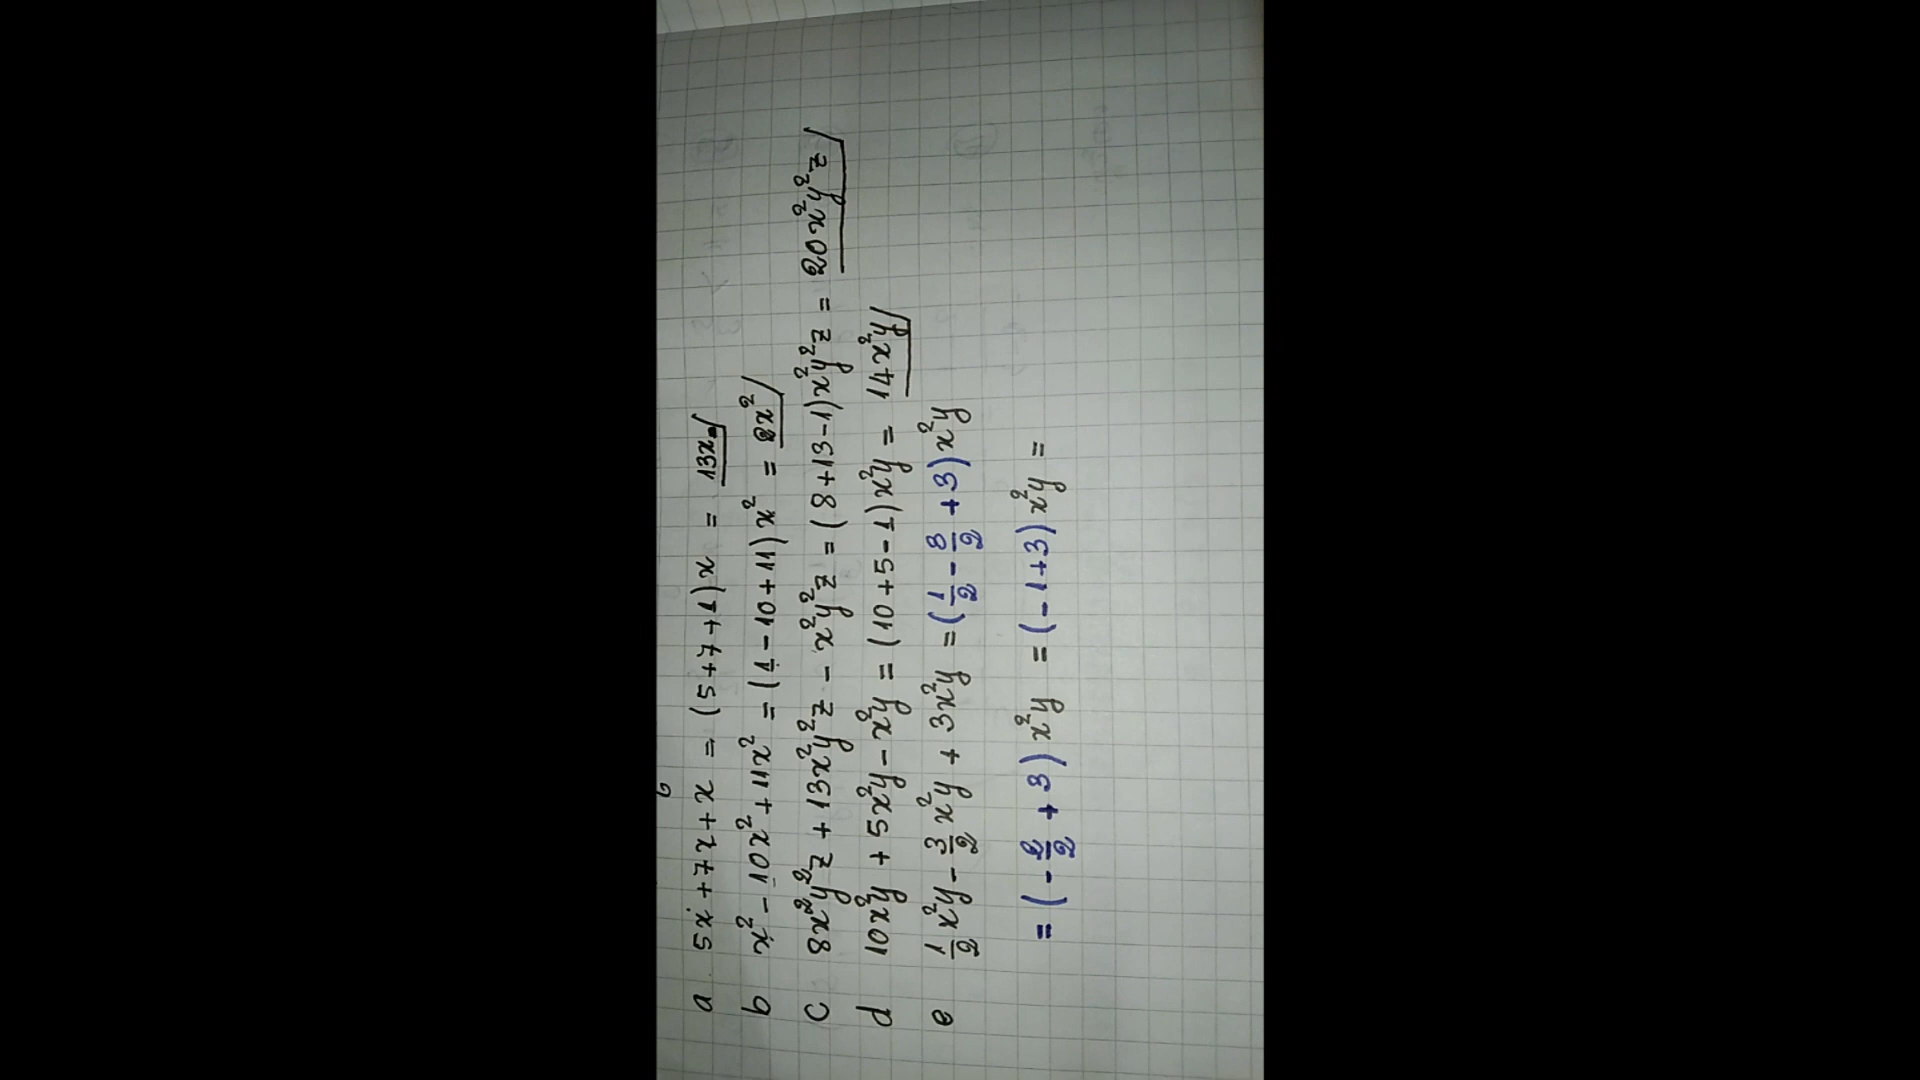 6
a 5x + 7x + x = (5+7+1)x = 13x
b x² - 10x² + 11x² = (1 - 10 + 11)x² = 2x²
c 8x²y²z + 13x²y²z - x²y²z = (8+13-1)x²y²z = 20x²y²z
d 10x²y + 5x²y - x²y = (10+5-1)x²y = 14x²y
e 1/2 x²y - 3/2 x²y + 3x²y = (1/2 - 3/2 + 3)x²y
= (-2/2 + 3)x²y = (-1+3)x²y =